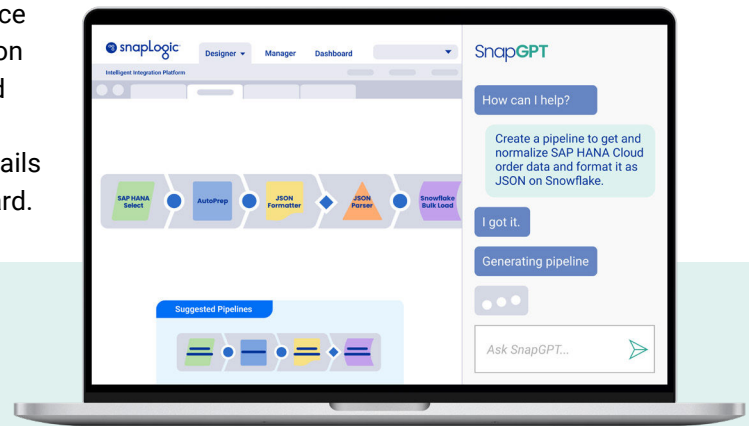 ce
on
d
ails
rd.
snapLogic
Designer Manager Dashboard
Intelligent Integration Platform
SAP HANA
Select
AutoPrep
JSON
Formatter
JSON
Parser
Snowflake
Bulk Load
Suggested Pipelines
SnapGPT
How can I help?
Create a pipeline to get and
normalize SAP HANA Cloud
order data and format it as
JSON on Snowflake.
I got it.
Generating pipeline
Ask SnapGPT...